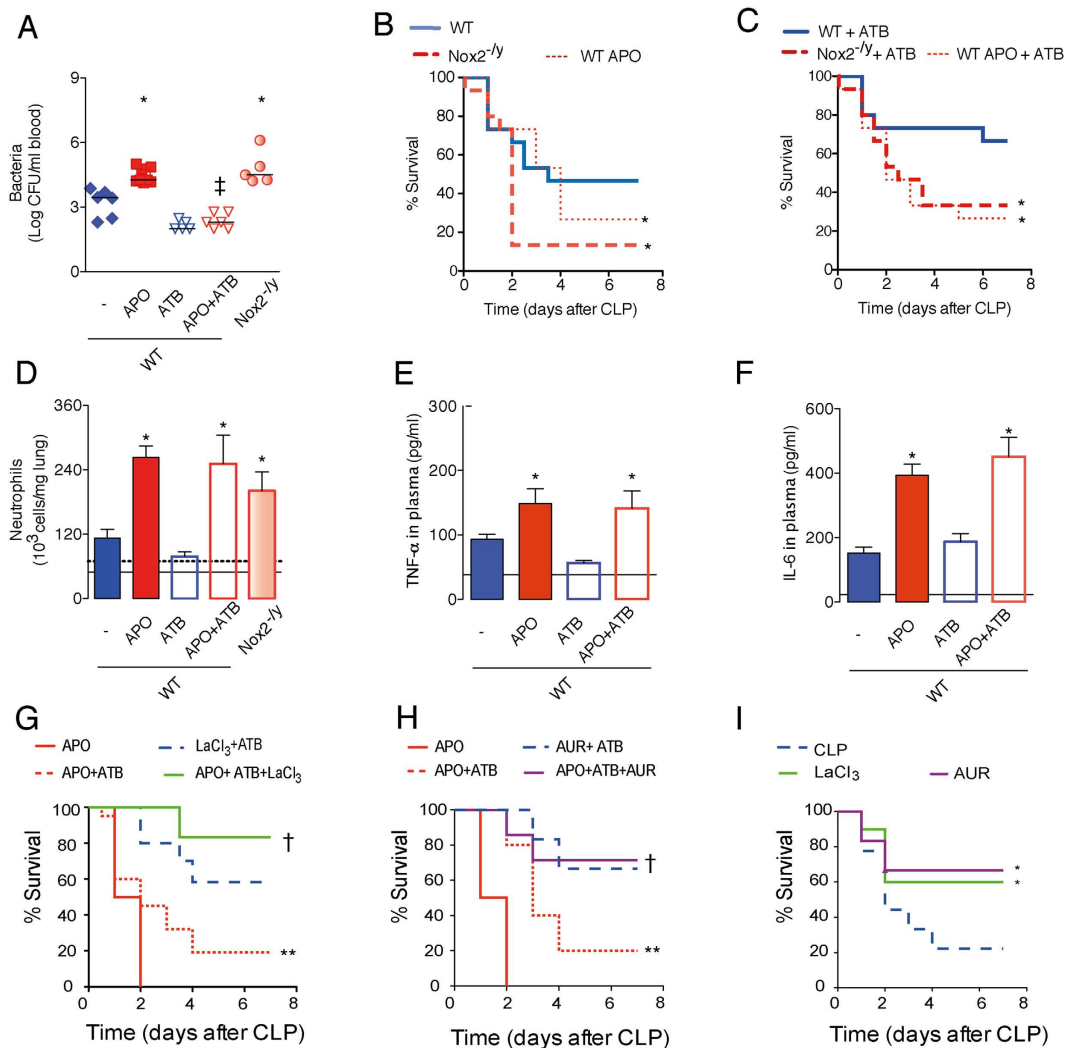 A
Bacteria
(Log CFU/ml blood)
9
6
3
0
*
‡
*
-
APO
ATB
APO+ATB
Nox2-/y
WT
B
WT
Nox2-/y
WT APO
% Survival
100
80
60
40
20
0
*
*
0 2 4 6 8
Time (days after CLP)
C
WT + ATB
Nox2-/y + ATB
WT APO + ATB
% Survival
100
80
60
40
20
0
*
*
0 2 4 6 8
Time (days after CLP)
D
Neutrophils
(10³cells/mg lung)
360
240
120
0
*
*
*
-
APO
ATB
APO+ATB
Nox2-/y
WT
E
TNF-α in plasma (pg/ml)
300
200
100
0
*
*
-
APO
ATB
APO+ATB
WT
F
IL-6 in plasma (pg/ml)
600
400
200
0
*
*
-
APO
ATB
APO+ATB
WT
G
APO
LaCl₃+ATB
APO+ATB
APO+ ATB+LaCl₃
% Survival
100
80
60
40
20
0
†
**
0 2 4 6 8
Time (days after CLP)
H
APO
AUR+ ATB
APO+ATB
APO+ATB+AUR
% Survival
100
80
60
40
20
0
†
**
0 2 4 6 8
Time (days after CLP)
I
CLP
LaCl₃
AUR
% Survival
100
80
60
40
20
0
*
*
0 2 4 6 8
Time (days after CLP)